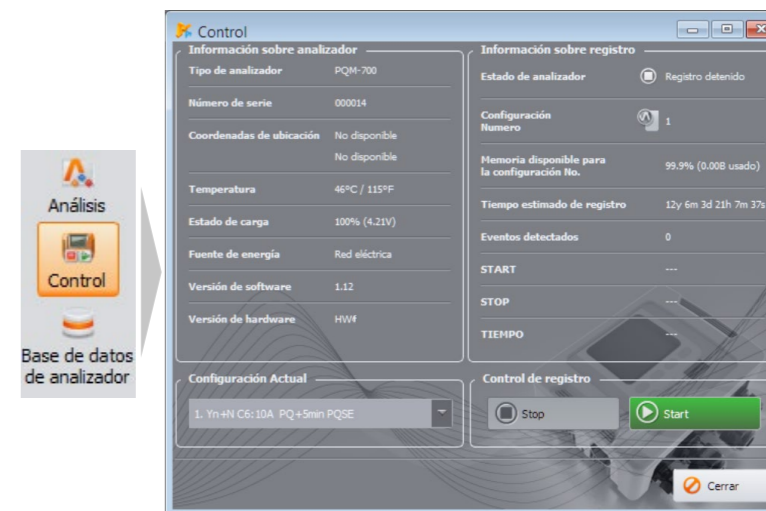 Análisis
Control
Base de datos
de analizador
Control
Información sobre analizador
Tipo de analizador PQM-700
Número de serie 000014
Coordenadas de ubicación No disponible
No disponible
Temperatura 46°C / 115°F
Estado de carga 100% (4.21V)
Fuente de energía Red eléctrica
Versión de software 1.12
Versión de hardware HWf
Información sobre registro
Estado de analizador Registro detenido
Configuración
Numero 1
Memoria disponible para
la configuración No. 99.9% (0.00B usado)
Tiempo estimado de registro 12y 6m 3d 21h 7m 37s
Eventos detectados 0
START ---
STOP ---
TIEMPO ---
Configuración Actual
1. Yn+N C6:10A PQ+5min PQSE
Control de registro
Stop
Start
Cerrar